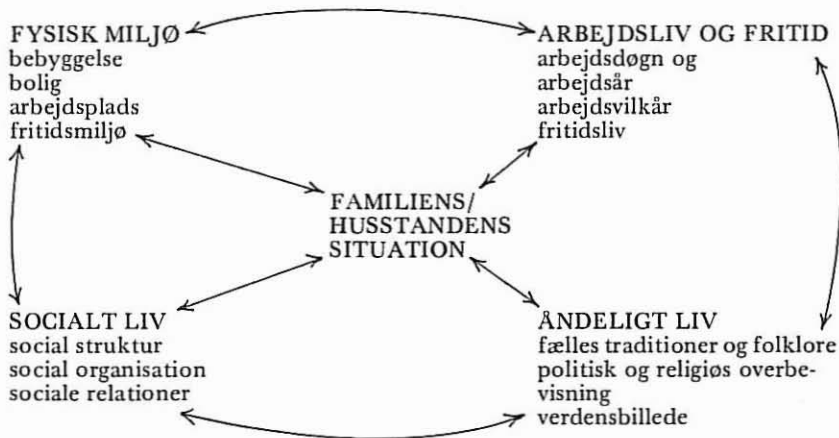 FYSISK MILJØ
bebyggelse
bolig
arbejdsplads
fritidsmiljø
ARBEJDSLIV OG FRITID
arbejdsdøgn og
arbejdsår
arbejdsvilkår
fritidsliv
FAMILIENS/
HUSSTANDENS
SITUATION
SOCIALT LIV
social struktur
social organisation
sociale relationer
ÅNDELIGT LIV
fælles traditioner og folklore
politisk og religiøs overbe-
visning
verdensbillede